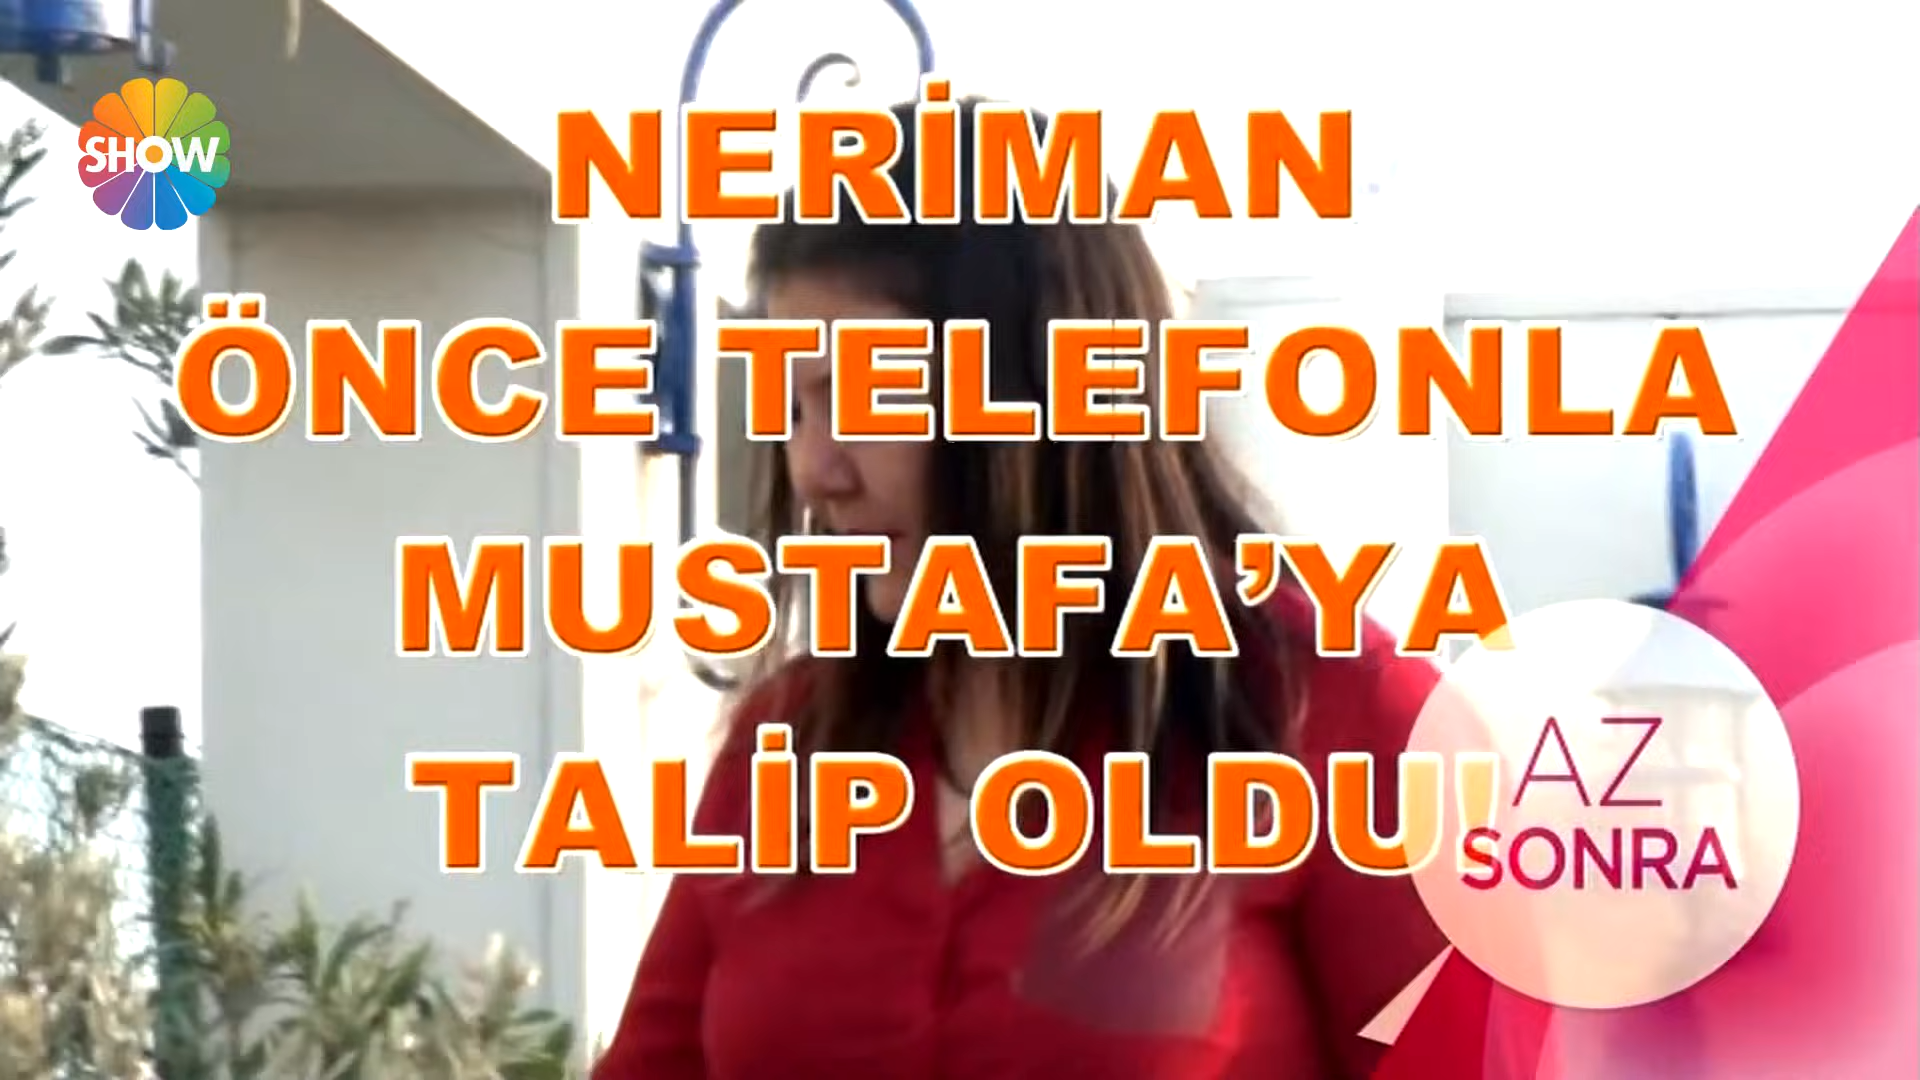 SHOW
NERİMAN
ÖNCE TELEFONLA
MUSTAFA’YA
TALİP OLDU!
AZ
SONRA